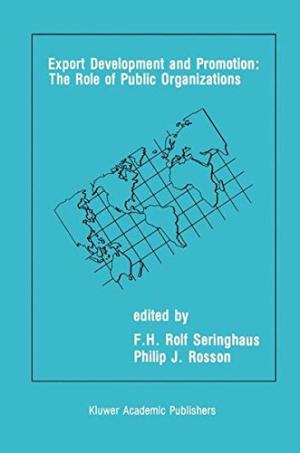 Export Development and Promotion:
The Role of Public Organizations
edited by
F.H. Rolf Seringhaus
Philip J. Rosson
Kluwer Academic Publishers